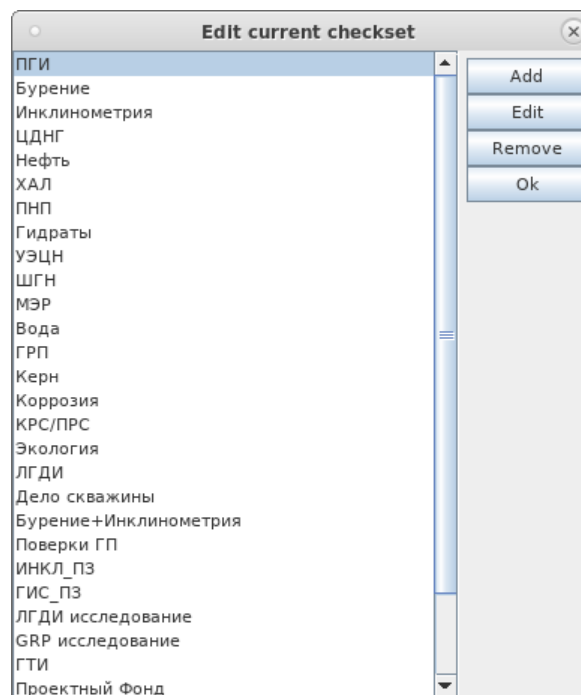 Edit current checkset
ПГИ
Бурение
Инклинометрия
ЦДНГ
Нефть
ХАЛ
ПНП
Гидраты
УЭЦН
ШГН
МЭР
Вода
ГРП
Керн
Коррозия
КРС/ПРС
Экология
ЛГДИ
Дело скважины
Бурение+Инклинометрия
Поверки ГП
ИНКЛ_ПЗ
ГИС_ПЗ
ЛГДИ исследование
GRP исследование
ГТИ
Проектный Фонд
Add
Edit
Remove
Ok